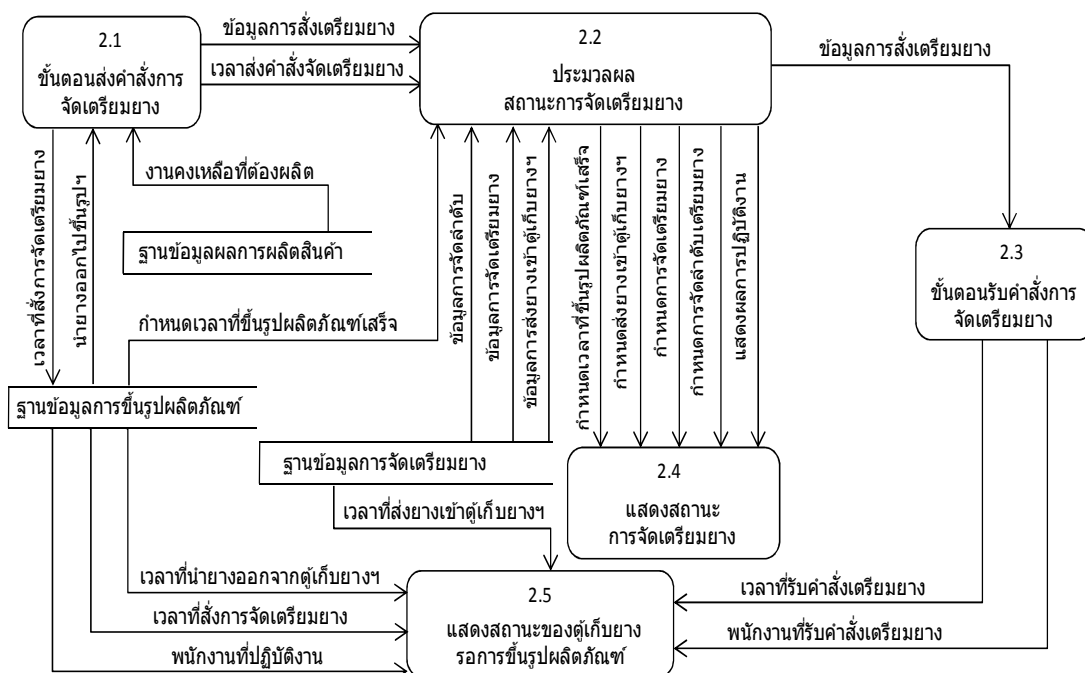 2.1
ขั้นตอนส่งคำสั่งการ
จัดเตรียมยาง
ข้อมูลการสั่งเตรียมยาง
เวลาส่งคำสั่งจัดเตรียมยาง
2.2
ประมวลผล
สถานะการจัดเตรียมยาง
ข้อมูลการสั่งเตรียมยาง
เวลาที่สั่งการจัดเตรียมยาง
นำยางออกไปขึ้นรูปฯ
งานคงเหลือที่ต้องผลิต
ฐานข้อมูลผลการผลิตสินค้า
กำหนดเวลาที่ขึ้นรูปผลิตภัณฑ์เสร็จ
ข้อมูลการจัดลำดับ
ข้อมูลการจัดเตรียมยาง
ข้อมูลการส่งยางเข้าตู้เก็บยางฯ
กำหนดเวลาที่ขึ้นรูปผลิตภัณฑ์เสร็จ
กำหนดส่งยางเข้าตู้เก็บยางฯ
กำหนดการจัดเตรียมยาง
กำหนดการจัดลำดับเตรียมยาง
แสดงผลการปฏิบัติงาน
2.3
ขั้นตอนรับคำสั่งการ
จัดเตรียมยาง
ฐานข้อมูลการขึ้นรูปผลิตภัณฑ์
ฐานข้อมูลการจัดเตรียมยาง
2.4
แสดงสถานะ
การจัดเตรียมยาง
เวลาที่ส่งยางเข้าตู้เก็บยางฯ
เวลาที่นำยางออกจากตู้เก็บยางฯ
เวลาที่สั่งการจัดเตรียมยาง
พนักงานที่ปฏิบัติงาน
2.5
แสดงสถานะของตู้เก็บยาง
รอการขึ้นรูปผลิตภัณฑ์
เวลาที่รับคำสั่งเตรียมยาง
พนักงานที่รับคำสั่งเตรียมยาง